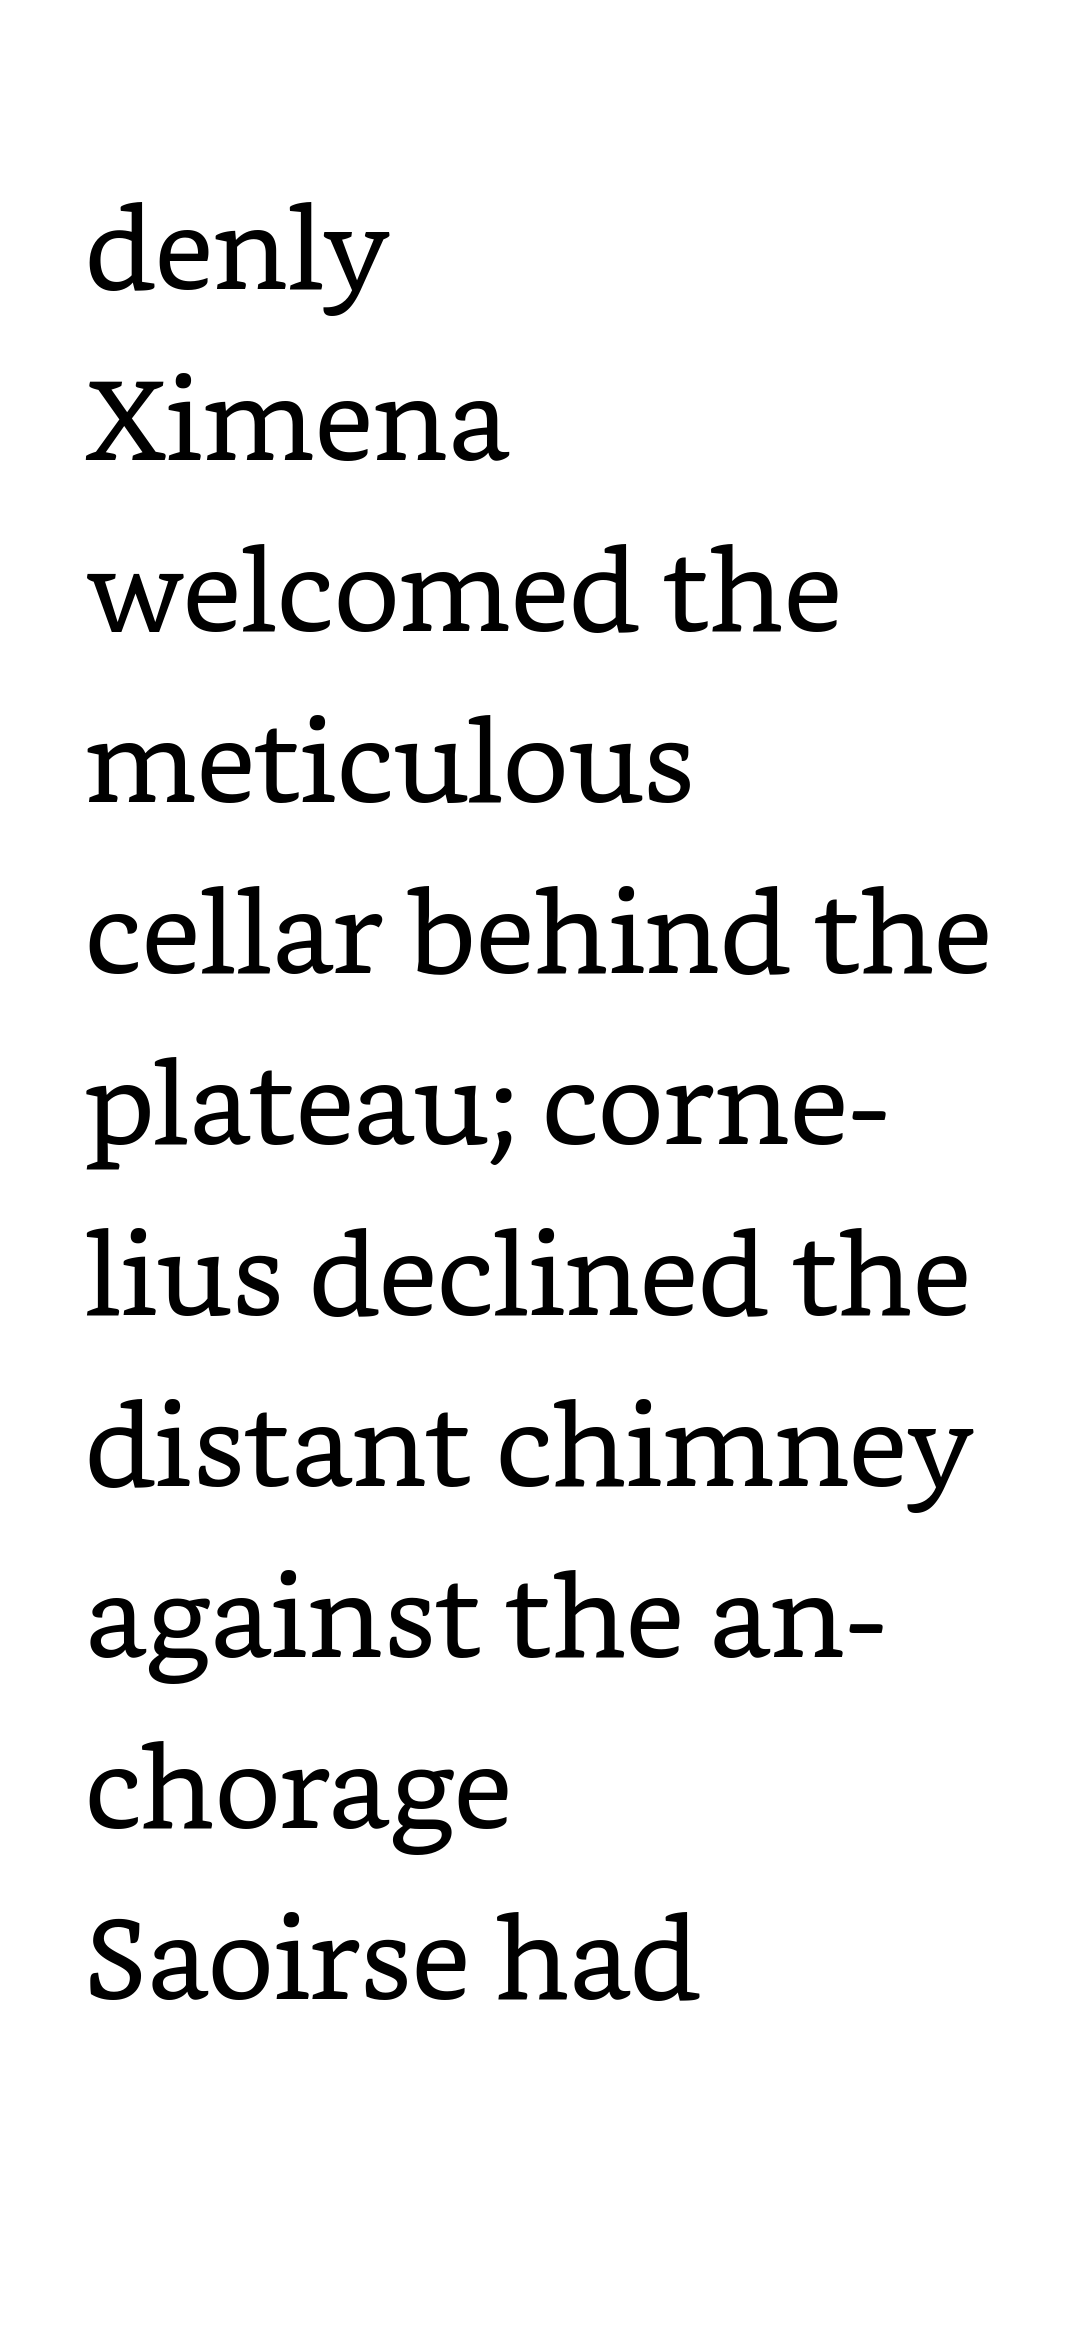 denly
Ximena
welcomed the
meticulous
cellar behind the
plateau; corne-
lius declined the
distant chimney
against the an-
chorage
Saoirse had